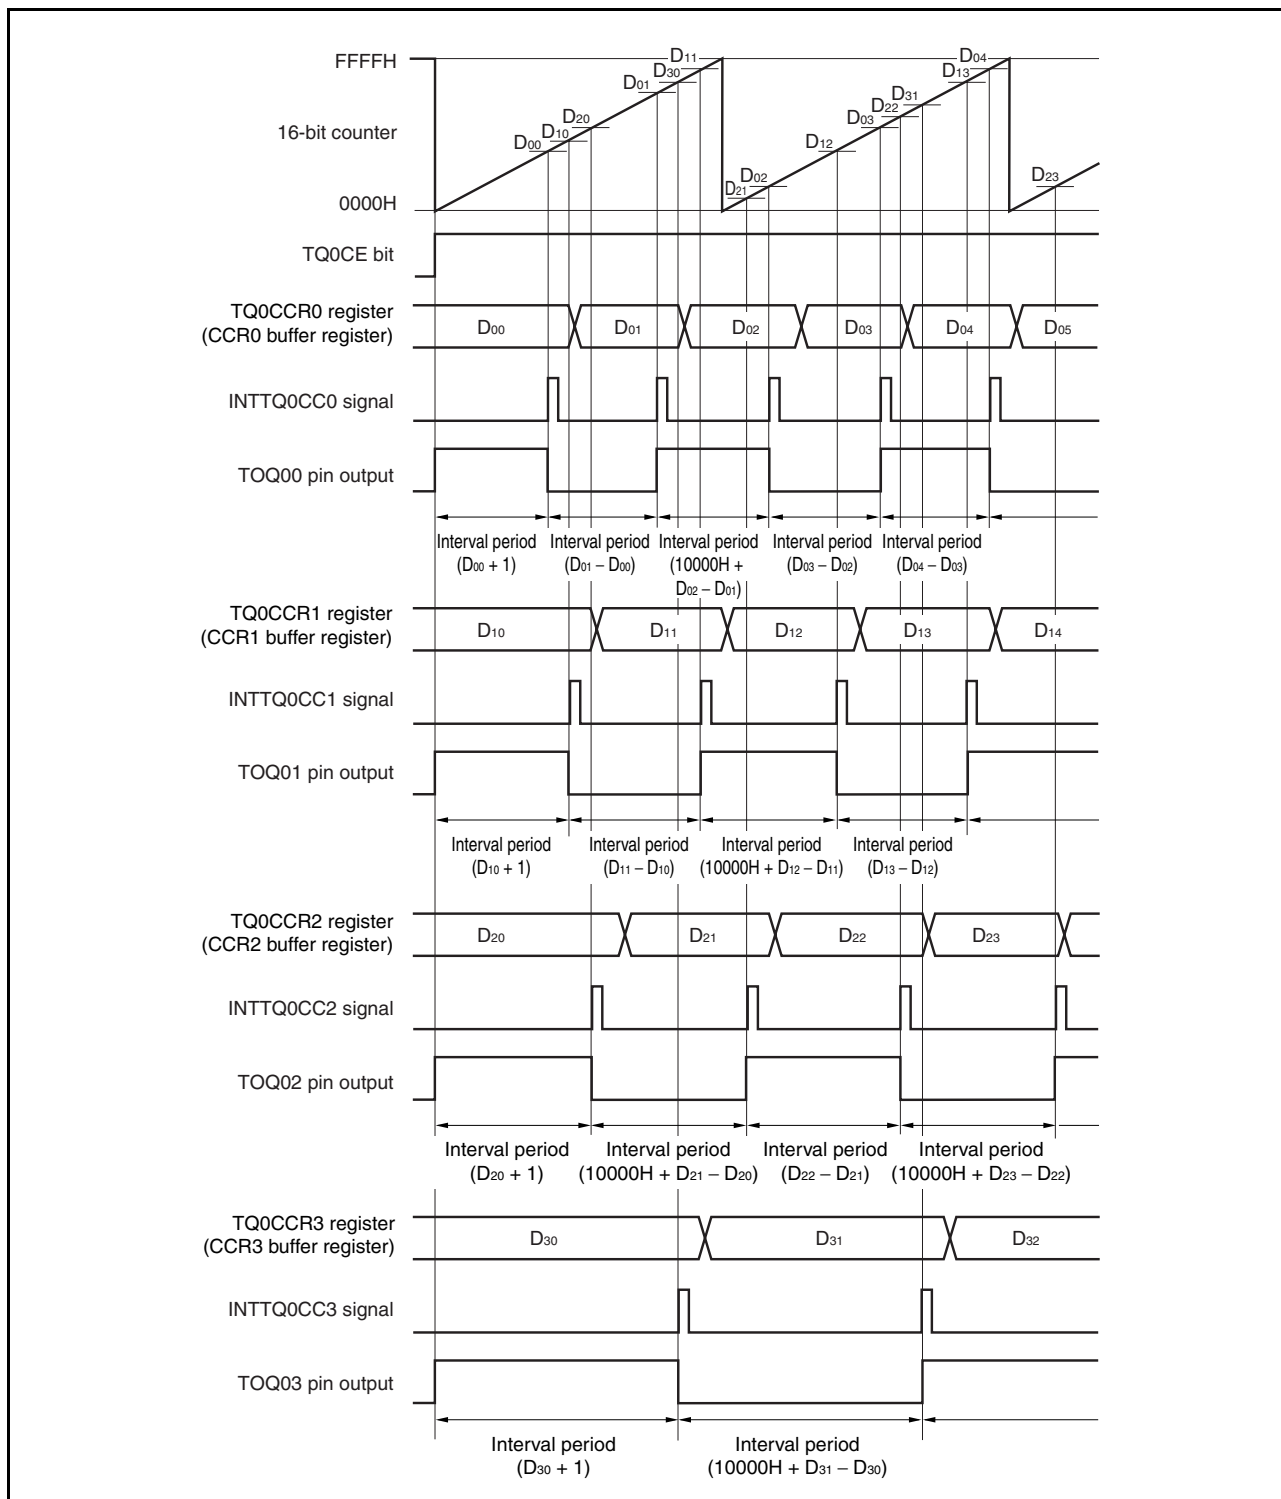 FFFFH
16-bit counter
0000H
D00
D10
D20
D01
D30
D11
D21
D02
D12
D03
D22
D31
D13
D04
D23
TQ0CE bit
TQ0CCR0 register
(CCR0 buffer register)
D00
D01
D02
D03
D04
D05
INTTQ0CC0 signal
TOQ00 pin output
Interval period
(D00 + 1)
Interval period
(D01 – D00)
Interval period
(10000H +
D02 – D01)
Interval period
(D03 – D02)
Interval period
(D04 – D03)
TQ0CCR1 register
(CCR1 buffer register)
D10
D11
D12
D13
D14
INTTQ0CC1 signal
TOQ01 pin output
Interval period
(D10 + 1)
Interval period
(D11 – D10)
Interval period
(10000H + D12 – D11)
Interval period
(D13 – D12)
TQ0CCR2 register
(CCR2 buffer register)
D20
D21
D22
D23
INTTQ0CC2 signal
TOQ02 pin output
Interval period
(D20 + 1)
Interval period
(10000H + D21 – D20)
Interval period
(D22 – D21)
Interval period
(10000H + D23 – D22)
TQ0CCR3 register
(CCR3 buffer register)
D30
D31
D32
INTTQ0CC3 signal
TOQ03 pin output
Interval period
(D30 + 1)
Interval period
(10000H + D31 – D30)